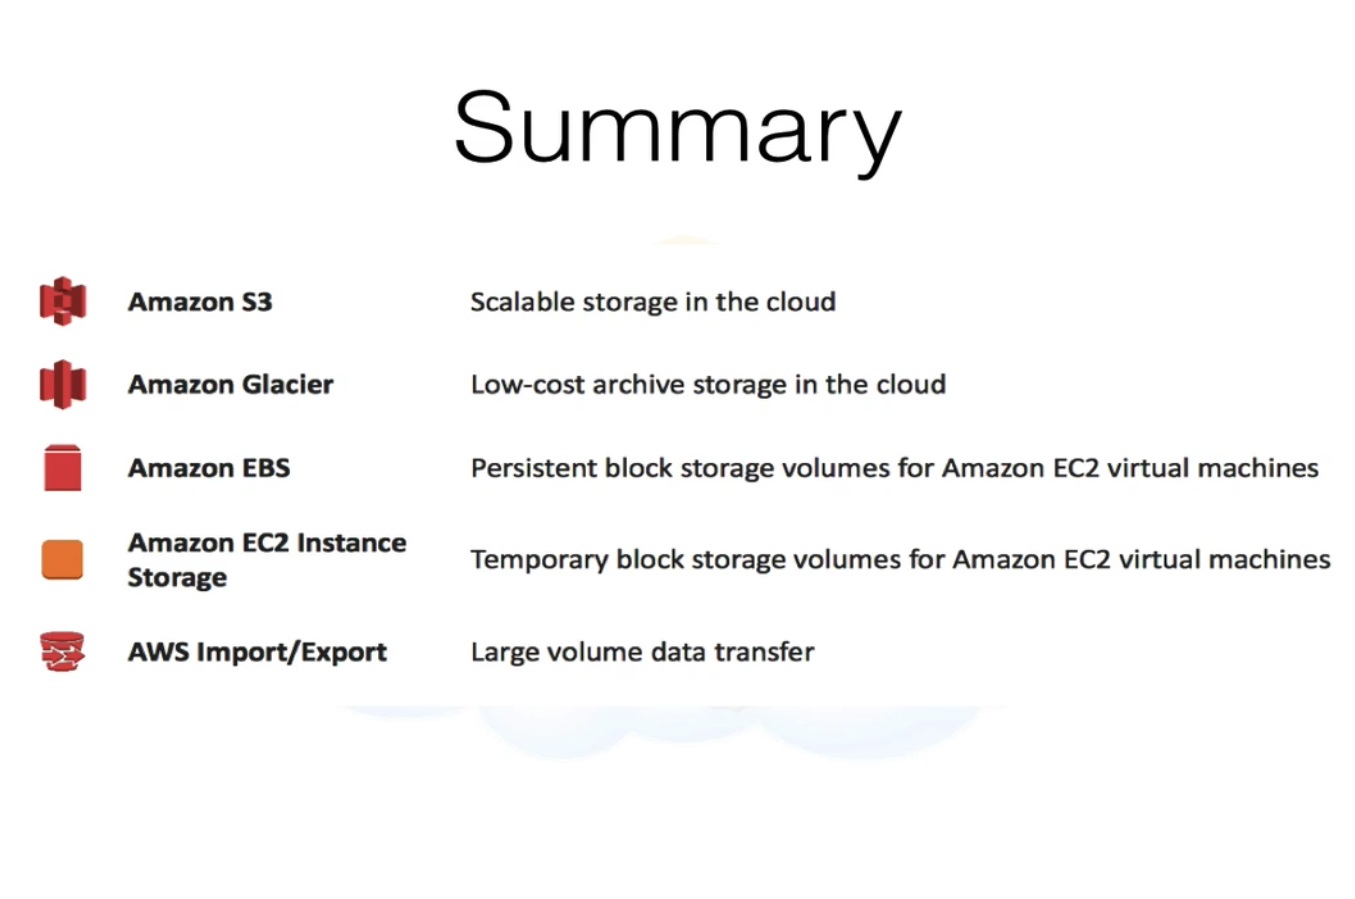 Summary
Amazon S3 Scalable storage in the cloud
Amazon Glacier Low-cost archive storage in the cloud
Amazon EBS Persistent block storage volumes for Amazon EC2 virtual machines
Amazon EC2 Instance
Storage
Temporary block storage volumes for Amazon EC2 virtual machines
AWS Import/Export Large volume data transfer